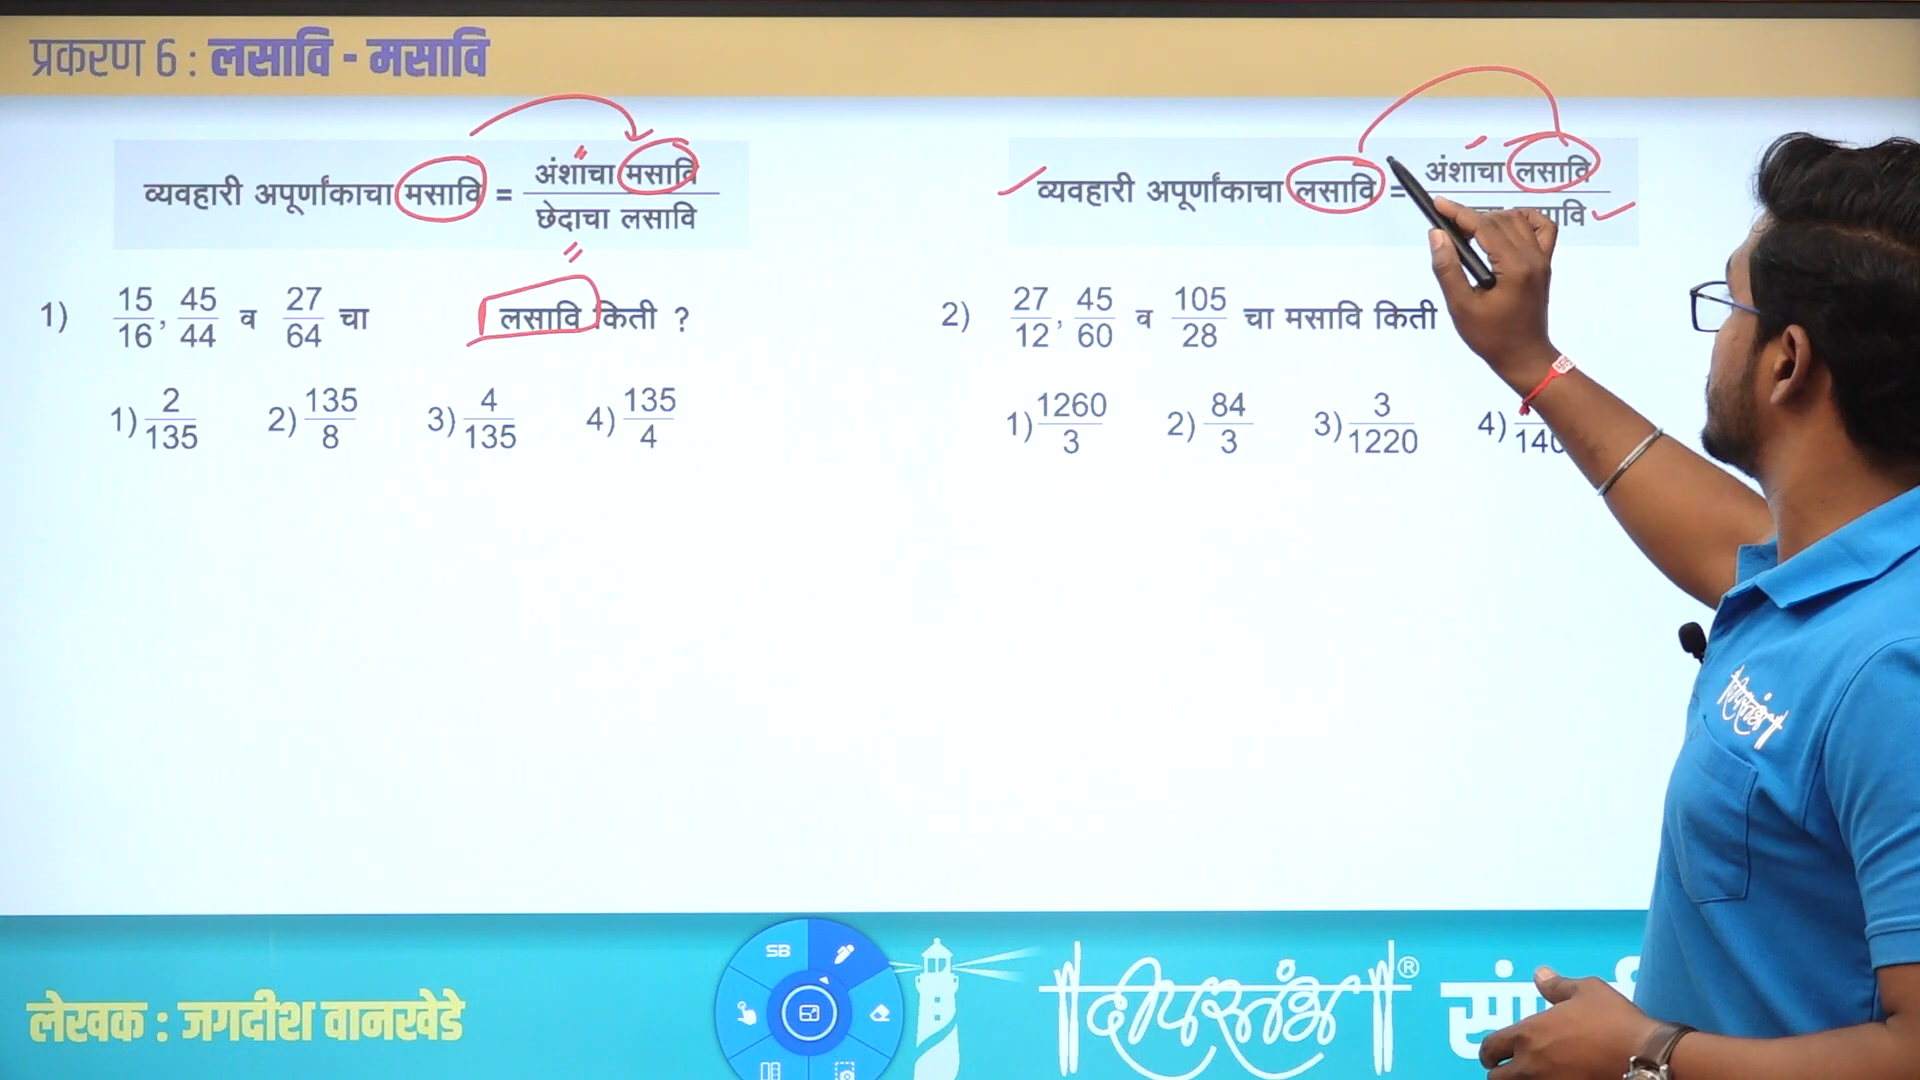 प्रकरण 6 : लसावि - मसावि
व्यवहारी अपूर्णांकाचा मसावि = अंशाचा मसावि / छेदाचा लसावि
1) 15/16, 45/44 व 27/64 चा लसावि किती ?
1) 2/135 2) 135/8 3) 4/135 4) 135/4
व्यवहारी अपूर्णांकाचा लसावि = अंशाचा लसावि
2) 27/12, 45/60 व 105/28 चा मसावि किती
1) 1260/3 2) 84/3 3) 3/1220 4)
लेखक : जगदीश वानखेडे
SB
दीपस्तंभ ®
दीपस्तंभ